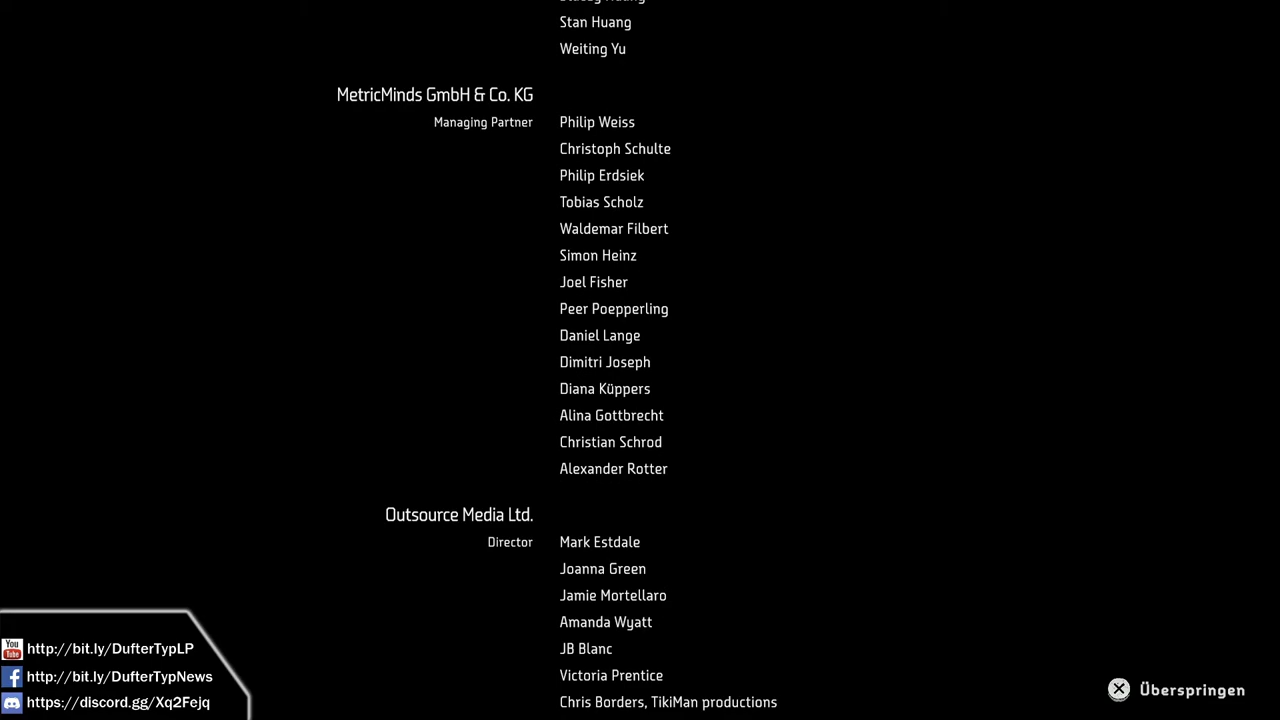 Stan Huang
Weiting Yu
MetricMinds GmbH & Co. KG
Managing Partner Philip Weiss
Christoph Schulte
Philip Erdsiek
Tobias Scholz
Waldemar Filbert
Simon Heinz
Joel Fisher
Peer Poepperling
Daniel Lange
Dimitri Joseph
Diana Küppers
Alina Gottbrecht
Christian Schrod
Alexander Rotter
Outsource Media Ltd.
Director Mark Estdale
Joanna Green
Jamie Mortellaro
Amanda Wyatt
JB Blanc
Victoria Prentice
Chris Borders, TikiMan productions
You Tube http://bit.ly/DufterTypLP
http://bit.ly/DufterTypNews
https://discord.gg/Xq2Fejq
Überspringen